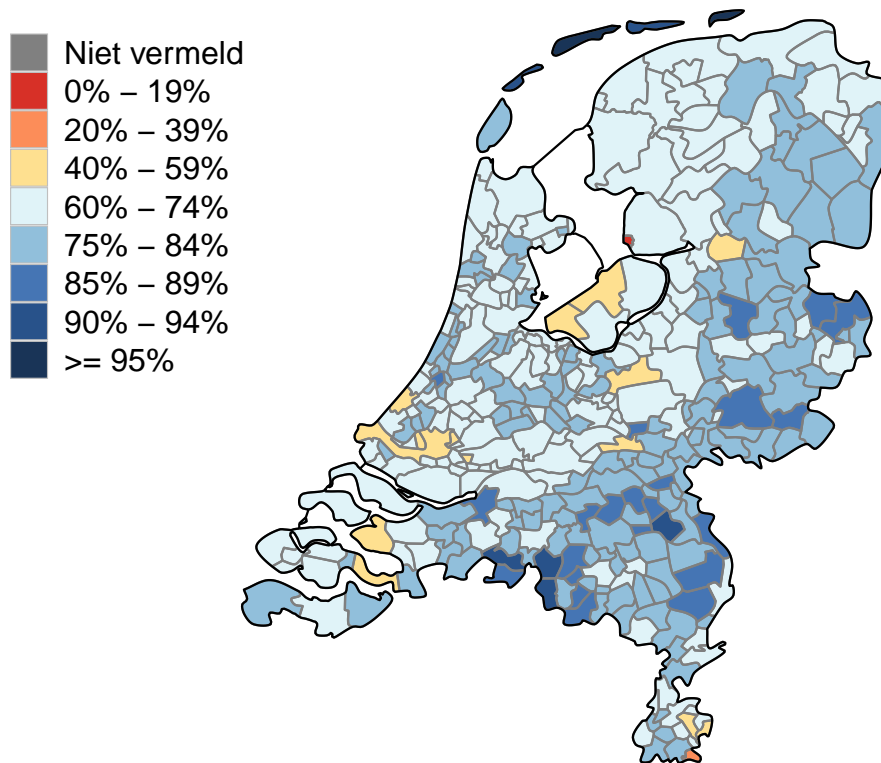 Niet vermeld
0% – 19%
20% – 39%
40% – 59%
60% – 74%
75% – 84%
85% – 89%
90% – 94%
>= 95%